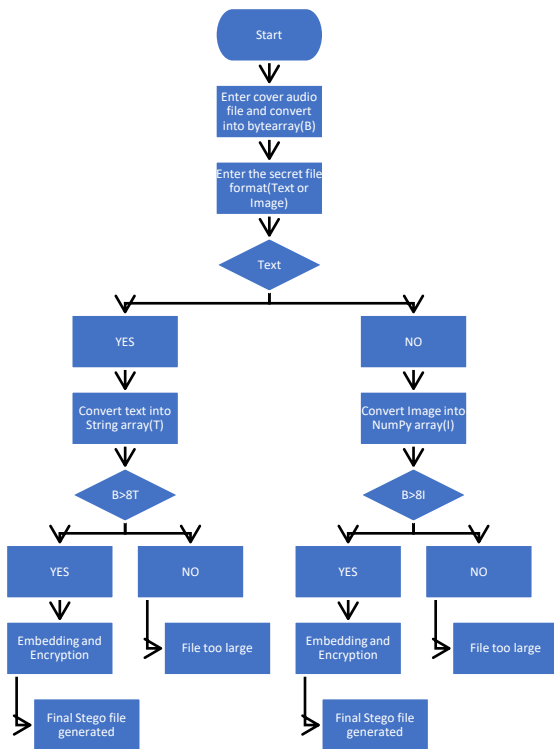 Start
Enter cover audio
file and convert
into bytearray(B)
Enter the secret file
format(Text or
Image)
Text
YES
NO
Convert text into
String array(T)
Convert Image into
NumPy array(I)
B>8T
B>8I
YES
NO
YES
NO
Embedding and
Encryption
File too large
Embedding and
Encryption
File too large
Final Stego file
generated
Final Stego file
generated